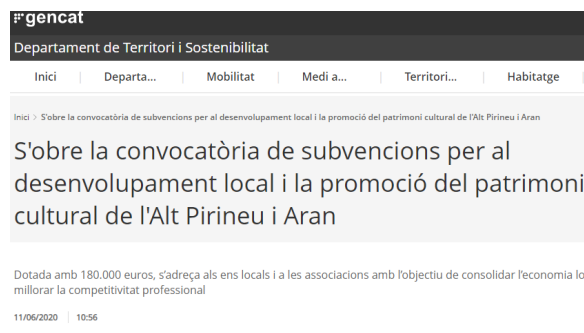 gencat
Departament de Territori i Sostenibilitat
Inici Departa... Mobilitat Medi a... Territori... Habitatge
Inici > S'obre la convocatòria de subvencions per al desenvolupament local i la promoció del patrimoni cultural de l'Alt Pirineu i Aran
S'obre la convocatòria de subvencions per al
desenvolupament local i la promoció del patrimoni
cultural de l'Alt Pirineu i Aran
Dotada amb 180.000 euros, s'adreça als ens locals i a les associacions amb l'objectiu de consolidar l'economia lo
millorar la competitivitat professional
11/06/2020 10:56